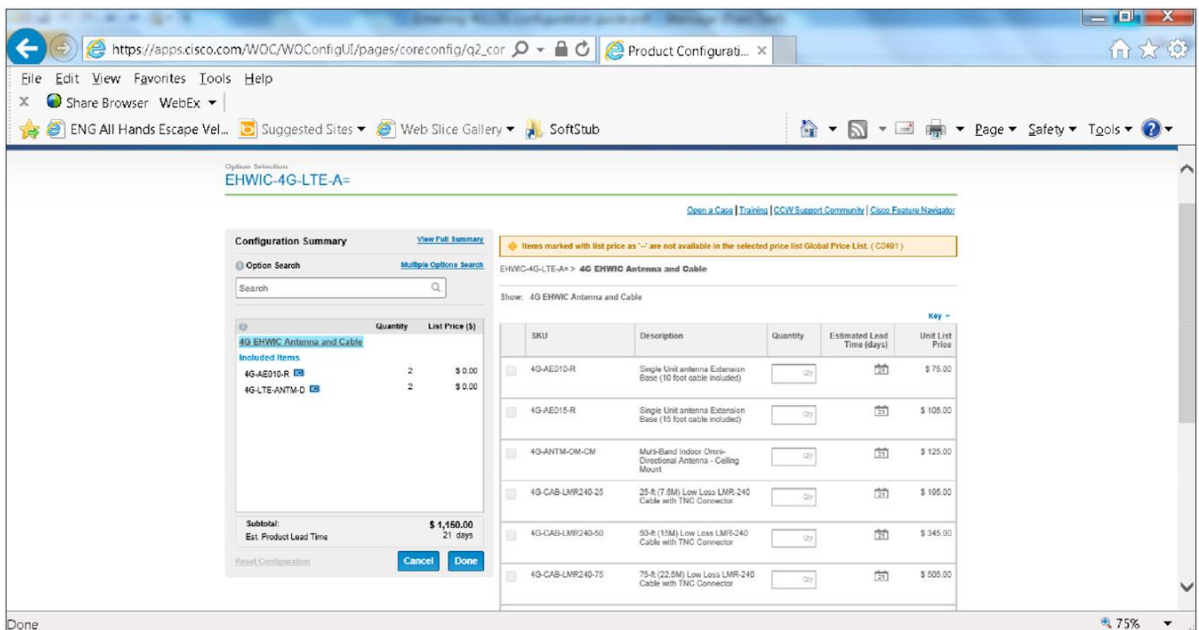 https://apps.cisco.com/WOC/WOConfigUI/pages/coreconfig/q2_cor
Product Configurati...
File Edit View Favorites Tools Help
Share Browser WebEx
ENG All Hands Escape Vel... Suggested Sites Web Slice Gallery SoftStub
Page Safety Tools
Option Selection
EHWIC-4G-LTE-A=
Open a Case | Training | CCW Support Community | Cisco Feature Navigator
Configuration Summary View Full Summary
Items marked with list price as '--' are not available in the selected price list Global Price List. ( C0491 )
Option Search Multiple Options Search
Search
EHWIC-4G-LTE-A= > 4G EHWIC Antenna and Cable
Show: 4G EHWIC Antenna and Cable
Key
Quantity List Price ($)
4G EHWIC Antenna and Cable
Included Items
4G-AE010-R 2 $ 0.00
4G-LTE-ANTM-D 2 $ 0.00
Subtotal: $ 1,150.00
Est. Product Lead Time 21 days
Reset Configuration Cancel Done
SKU Description Quantity Estimated Lead Time (days) Unit List Price
4G-AE010-R Single Unit antenna Extension Base (10 foot cable included) Qty 21 $ 75.00
4G-AE015-R Single Unit antenna Extension Base (15 foot cable included) Qty 21 $ 105.00
4G-ANTM-OM-CM Multi-Band Indoor Omni-Directional Antenna - Ceiling Mount Qty 21 $ 125.00
4G-CAB-LMR240-25 25-ft (7.5M) Low Loss LMR-240 Cable with TNC Connector Qty 21 $ 195.00
4G-CAB-LMR240-50 50-ft (15M) Low Loss LMR-240 Cable with TNC Connector Qty 21 $ 345.00
4G-CAB-LMR240-75 75-ft (22.5M) Low Loss LMR-240 Cable with TNC Connector Qty 21 $ 505.00
Done
75%